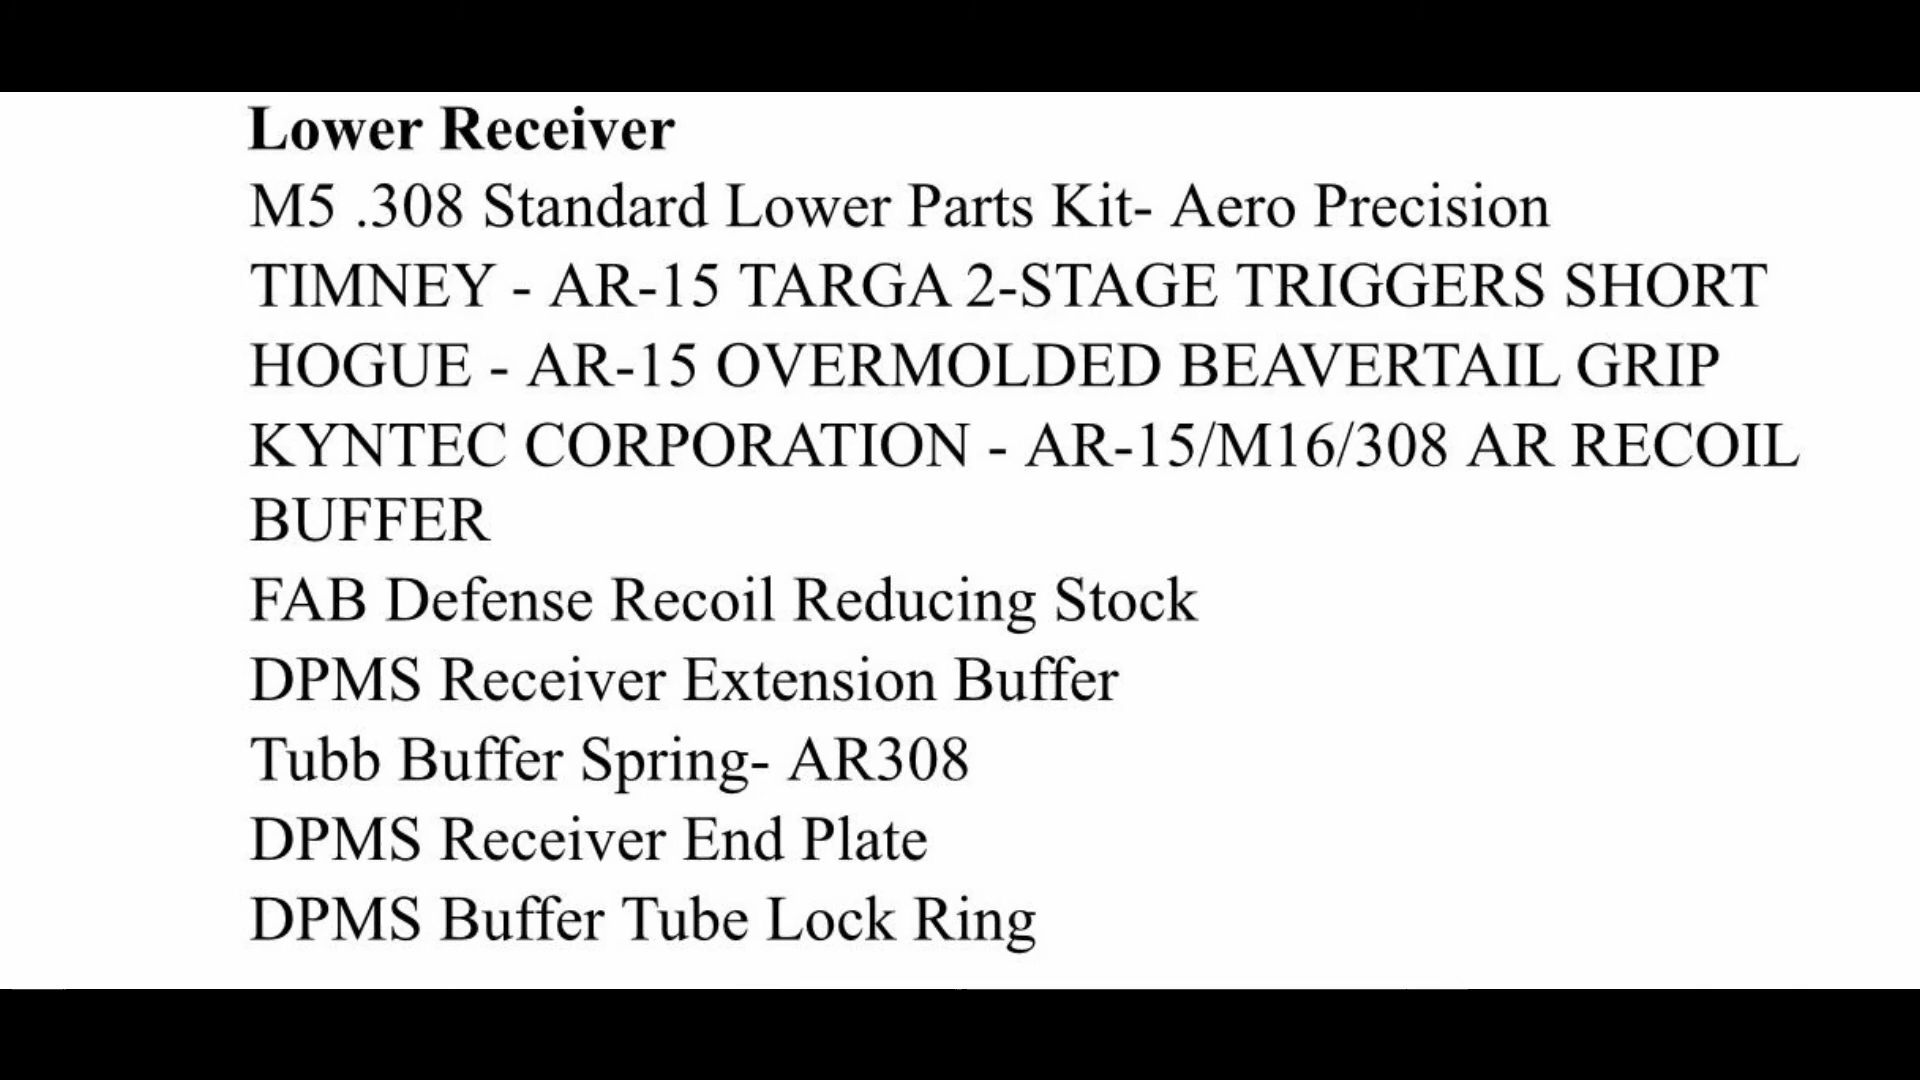 Lower Receiver
M5 .308 Standard Lower Parts Kit- Aero Precision
TIMNEY - AR-15 TARGA 2-STAGE TRIGGERS SHORT
HOGUE - AR-15 OVERMOLDED BEAVERTAIL GRIP
KYNTEC CORPORATION - AR-15/M16/308 AR RECOIL
BUFFER
FAB Defense Recoil Reducing Stock
DPMS Receiver Extension Buffer
Tubb Buffer Spring- AR308
DPMS Receiver End Plate
DPMS Buffer Tube Lock Ring